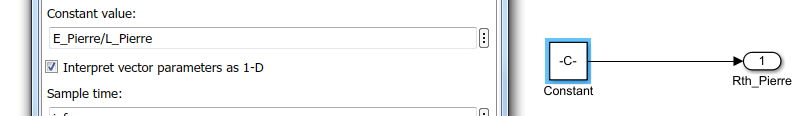 Constant value:
E_Pierre/L_Pierre
Interpret vector parameters as 1-D
Sample time:
-C-
Constant
1
Rth_Pierre